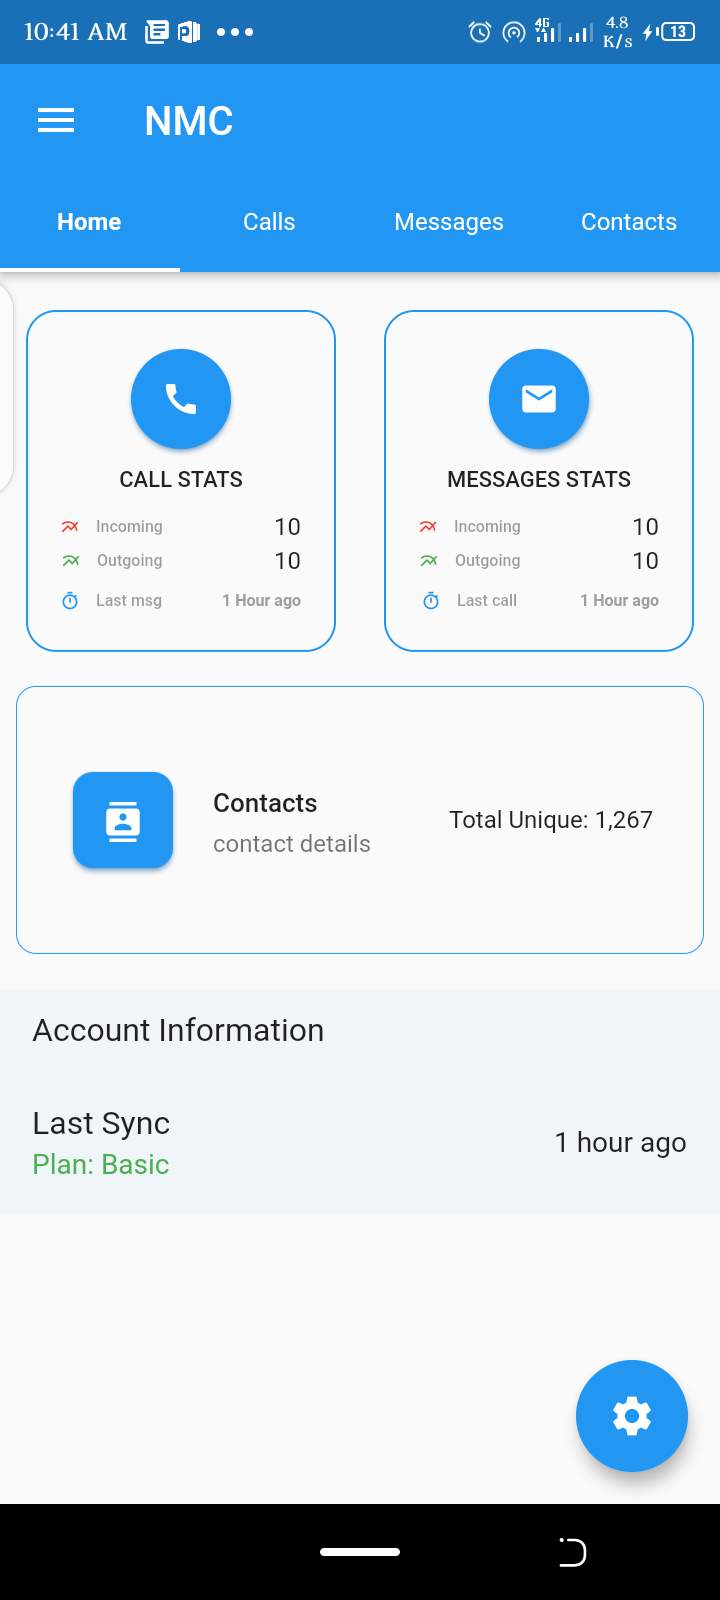 10:41 AM
4G
4.8
K/s
13
NMC
Home
Calls
Messages
Contacts
CALL STATS
Incoming 10
Outgoing 10
Last msg 1 Hour ago
MESSAGES STATS
Incoming 10
Outgoing 10
Last call 1 Hour ago
Contacts
contact details
Total Unique: 1,267
Account Information
Last Sync
Plan: Basic
1 hour ago